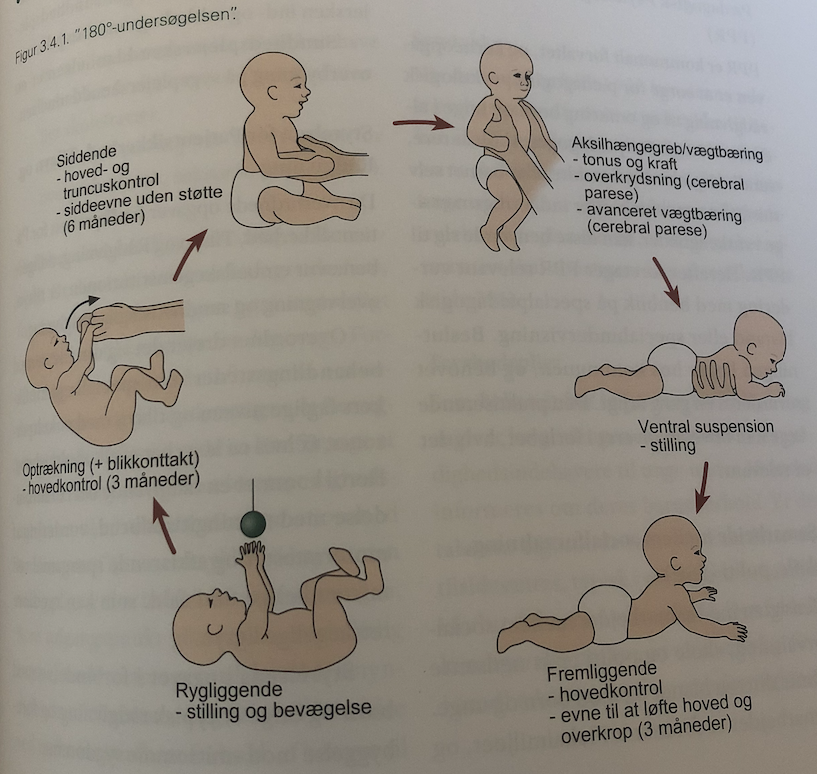 Figur 3.4.1. "180°-undersøgelsen".
Rygliggende
- stilling og bevægelse
Optrækning (+ blikkonttakt)
- hovedkontrol (3 måneder)
Siddende
- hoved- og
truncuskontrol
- siddeevne uden støtte
(6 måneder)
Aksilhængegreb/vægtbæring
- tonus og kraft
- overkrydsning (cerebral
parese)
- avanceret vægtbæring
(cerebral parese)
Ventral suspension
- stilling
Fremliggende
- hovedkontrol
- evne til at løfte hoved og
overkrop (3 måneder)